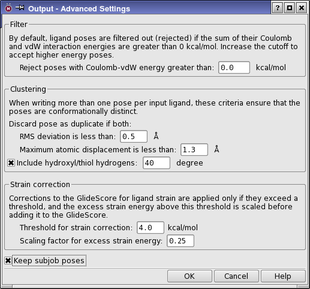 Output - Advanced Settings
Filter
By default, ligand poses are filtered out (rejected) if the sum of their Coulomb
and vdW interaction energies are greater than 0 kcal/mol. Increase the cutoff to
accept higher energy poses.
Reject poses with Coulomb-vdW energy greater than: 0.0 kcal/mol
Clustering
When writing more than one pose per input ligand, these criteria ensure that the
poses are conformationally distinct.
Discard pose as duplicate if both:
RMS deviation is less than: 0.5 Å
Maximum atomic displacement is less than: 1.3 Å
Include hydroxyl/thiol hydrogens: 40 degree
Strain correction
Corrections to the GlideScore for ligand strain are applied only if they exceed a
threshold, and the excess strain energy above this threshold is scaled before
adding it to the GlideScore.
Threshold for strain correction: 4.0 kcal/mol
Scaling factor for excess strain energy: 0.25
Keep subjob poses
OK Cancel Help